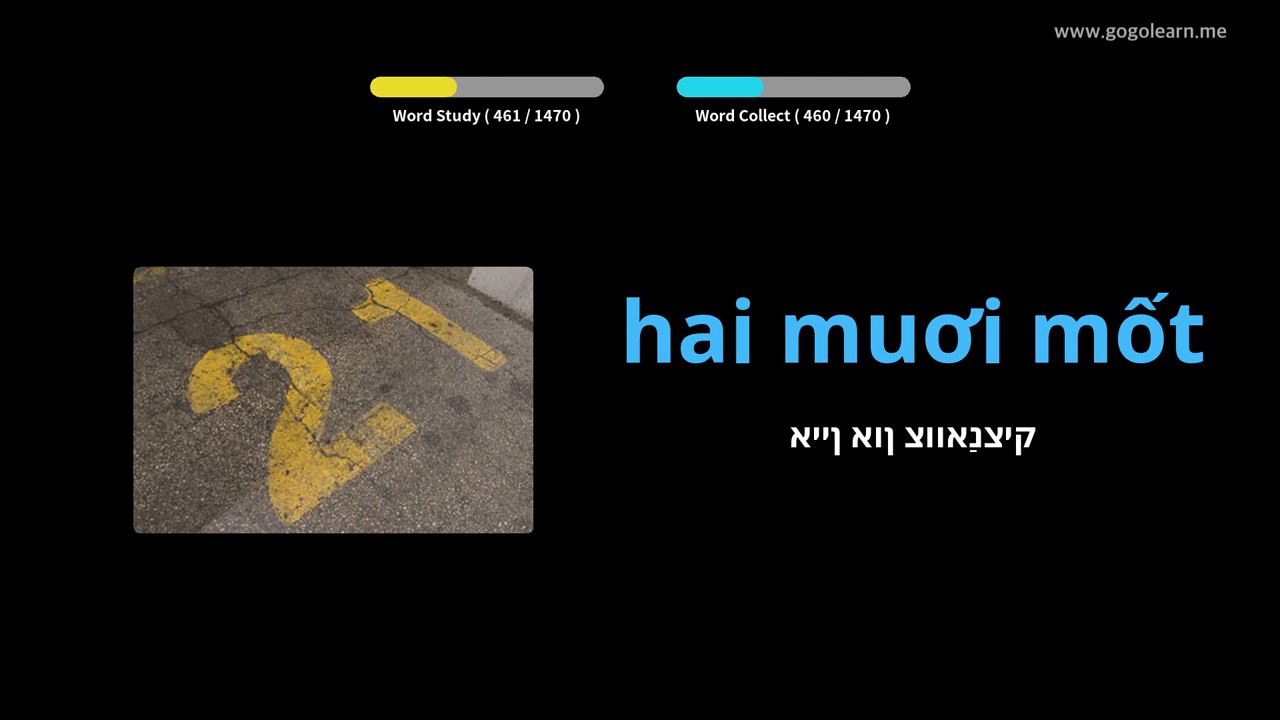 www.gogolearn.me
Word Study ( 461 / 1470 )
Word Collect ( 460 / 1470 )
21
hai mươi mốt
קיצנַאווצ ןוא ןייא